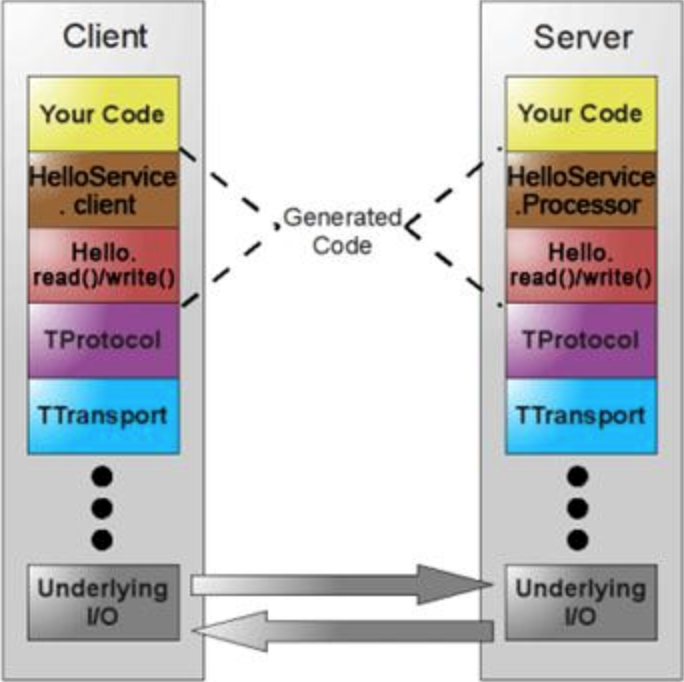 Client
Your Code
HelloService
.client
Hello.
read()/write()
TProtocol
TTransport
Underlying
I/O
Generated
Code
Server
Your Code
HelloService
.Processor
Hello.
read()/write()
TProtocol
TTransport
Underlying
I/O